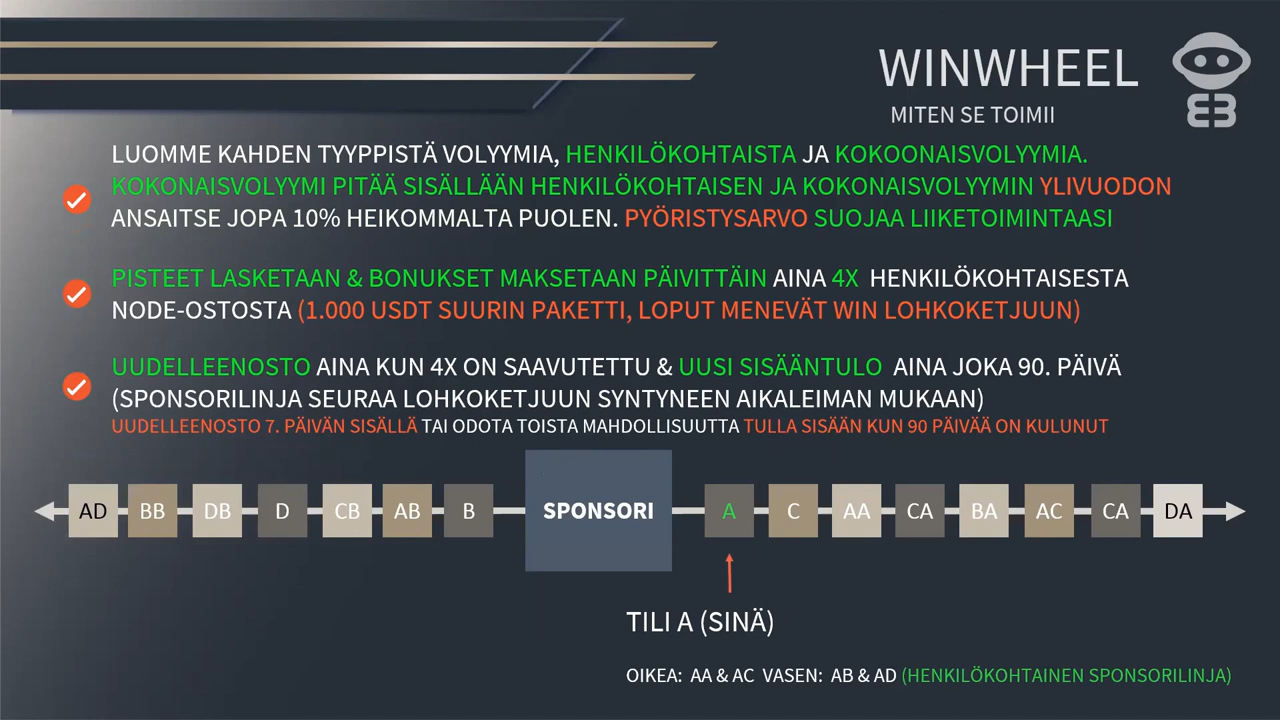 WINWHEEL
MITEN SE TOIMII
LUOMME KAHDEN TYYPPISTÄ VOLYYMIA, HENKILÖKOHTAISTA JA KOKOONAISVOLYYMIA.
KOKONAISVOLYYMI PITÄÄ SISÄLLÄÄN HENKILÖKOHTAISEN JA KOKONAISVOLYYMIN YLIVUODON
ANSAITSE JOPA 10% HEIKOMMALTA PUOLEN. PYÖRISTYSARVO SUOJAA LIIKETOIMINTAASI
PISTEET LASKETAAN & BONUKSET MAKSETAAN PÄIVITTÄIN AINA 4X HENKILÖKOHTAISESTA
NODE-OSTOSTA (1.000 USDT SUURIN PAKETTI, LOPUT MENEVÄT WIN LOHKOKETJUUN)
UUDELLEENOSTO AINA KUN 4X ON SAAVUTETTU & UUSI SISÄÄNTULO AINA JOKA 90. PÄIVÄ
(SPONSORILINJA SEURAA LOHKOKETJUUN SYNTYNEEN AIKALEIMAN MUKAAN)
UUDELLEENOSTO 7. PÄIVÄN SISÄLLÄ TAI ODOTA TOISTA MAHDOLLISUUTTA TULLA SISÄÄN KUN 90 PÄIVÄÄ ON KULUNUT
AD BB DB D CB AB B SPONSORI A C AA CA BA AC CA DA
TILI A (SINÄ)
OIKEA: AA & AC VASEN: AB & AD (HENKILÖKOHTAINEN SPONSORILINJA)